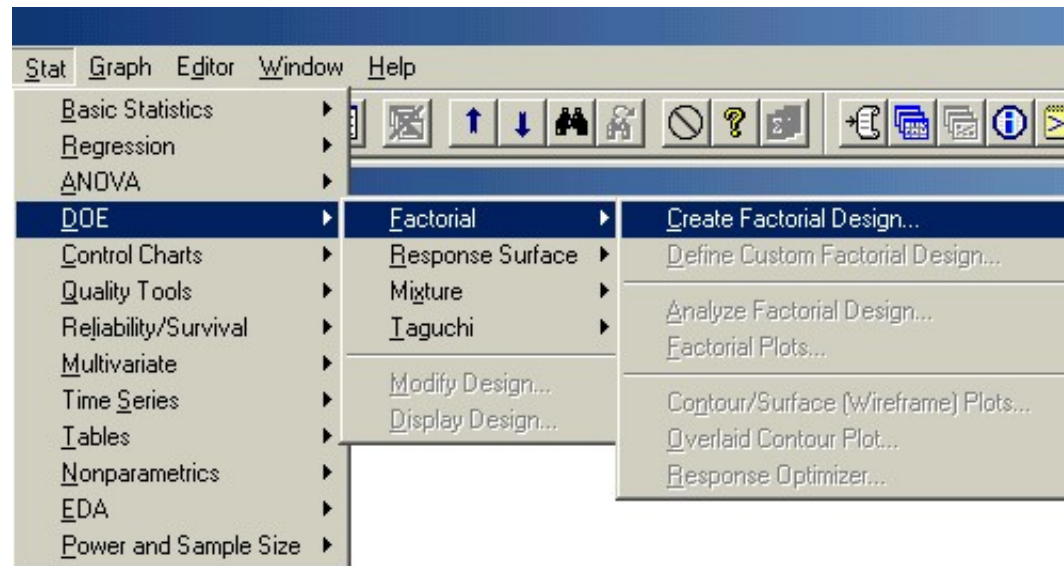 Stat Graph Editor Window Help
Basic Statistics
Regression
ANOVA
DOE
Control Charts
Quality Tools
Reliability/Survival
Multivariate
Time Series
Tables
Nonparametrics
EDA
Power and Sample Size
Factorial
Response Surface
Mixture
Taguchi
Modify Design...
Display Design...
Create Factorial Design...
Define Custom Factorial Design...
Analyze Factorial Design...
Factorial Plots...
Contour/Surface (Wireframe) Plots...
Overlaid Contour Plot...
Response Optimizer...